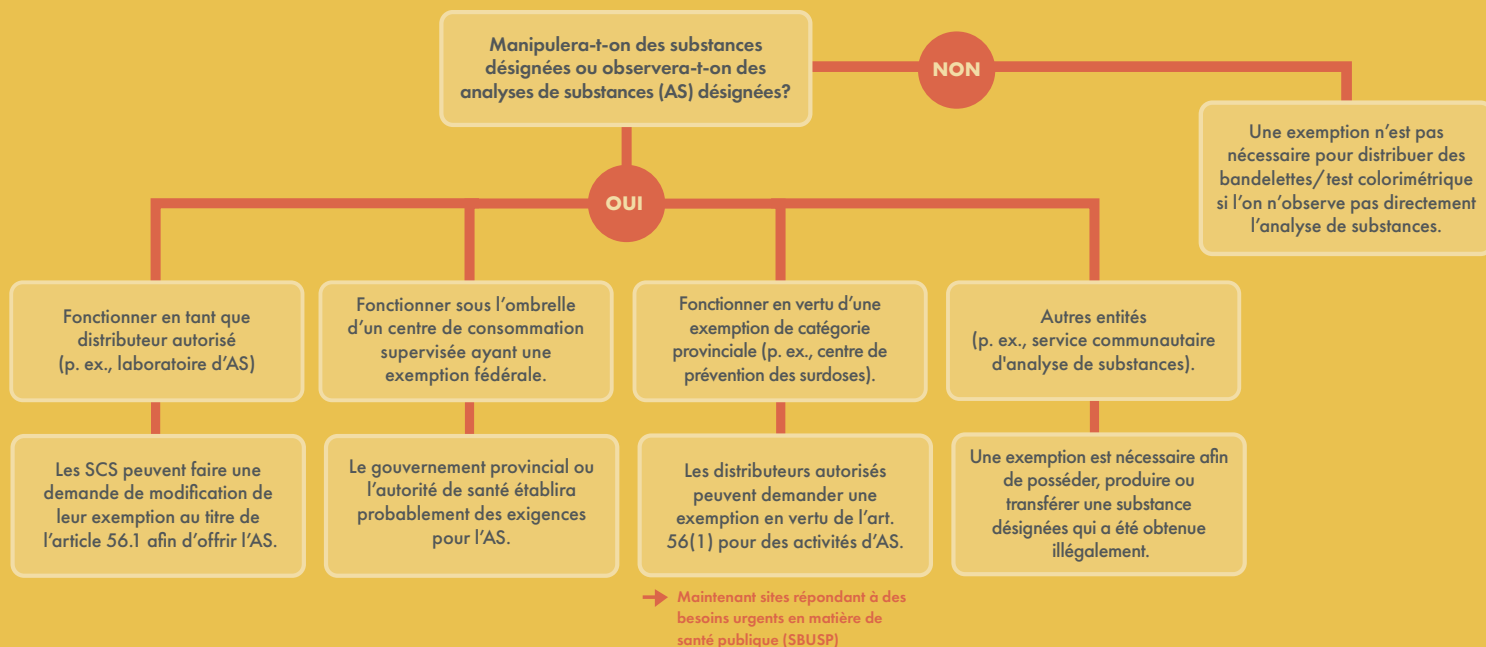 Manipulera-t-on des substances
désignées ou observera-t-on des
analyses de substances (AS) désignées?
NON
Une exemption n'est pas
nécessaire pour distribuer des
bandelettes/test colorimétrique
si l'on n'observe pas directement
l'analyse de substances.
OUI
Fonctionner en tant que
distributeur autorisé
(p. ex., laboratoire d'AS)
Fonctionner sous l'ombrelle
d'un centre de consommation
supervisée ayant une
exemption fédérale.
Fonctionner en vertu d'une
exemption de catégorie
provinciale (p. ex., centre de
prévention des surdoses).
Autres entités
(p. ex., service communautaire
d'analyse de substances).
Les SCS peuvent faire une
demande de modification de
leur exemption au titre de
l'article 56.1 afin d'offrir l'AS.
Le gouvernement provincial ou
l'autorité de santé établira
probablement des exigences
pour l'AS.
Les distributeurs autorisés
peuvent demander une
exemption en vertu de l'art.
56(1) pour des activités d'AS.
Une exemption est nécessaire afin
de posséder, produire ou
transférer une substance
désignées qui a été obtenue
illégalement.
Maintenant sites répondant à des
besoins urgents en matière de
santé publique (SBUSP)